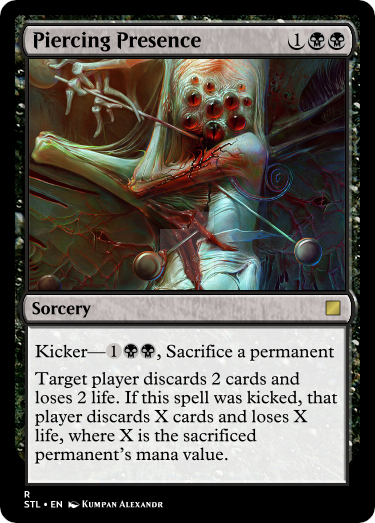 Piercing Presence 1
Sorcery
Kicker—1, Sacrifice a permanent
Target player discards 2 cards and
loses 2 life. If this spell was kicked, that
player discards X cards and loses X
life, where X is the sacrificed
permanent's mana value.
R
STL • EN Kumpan Alexandr